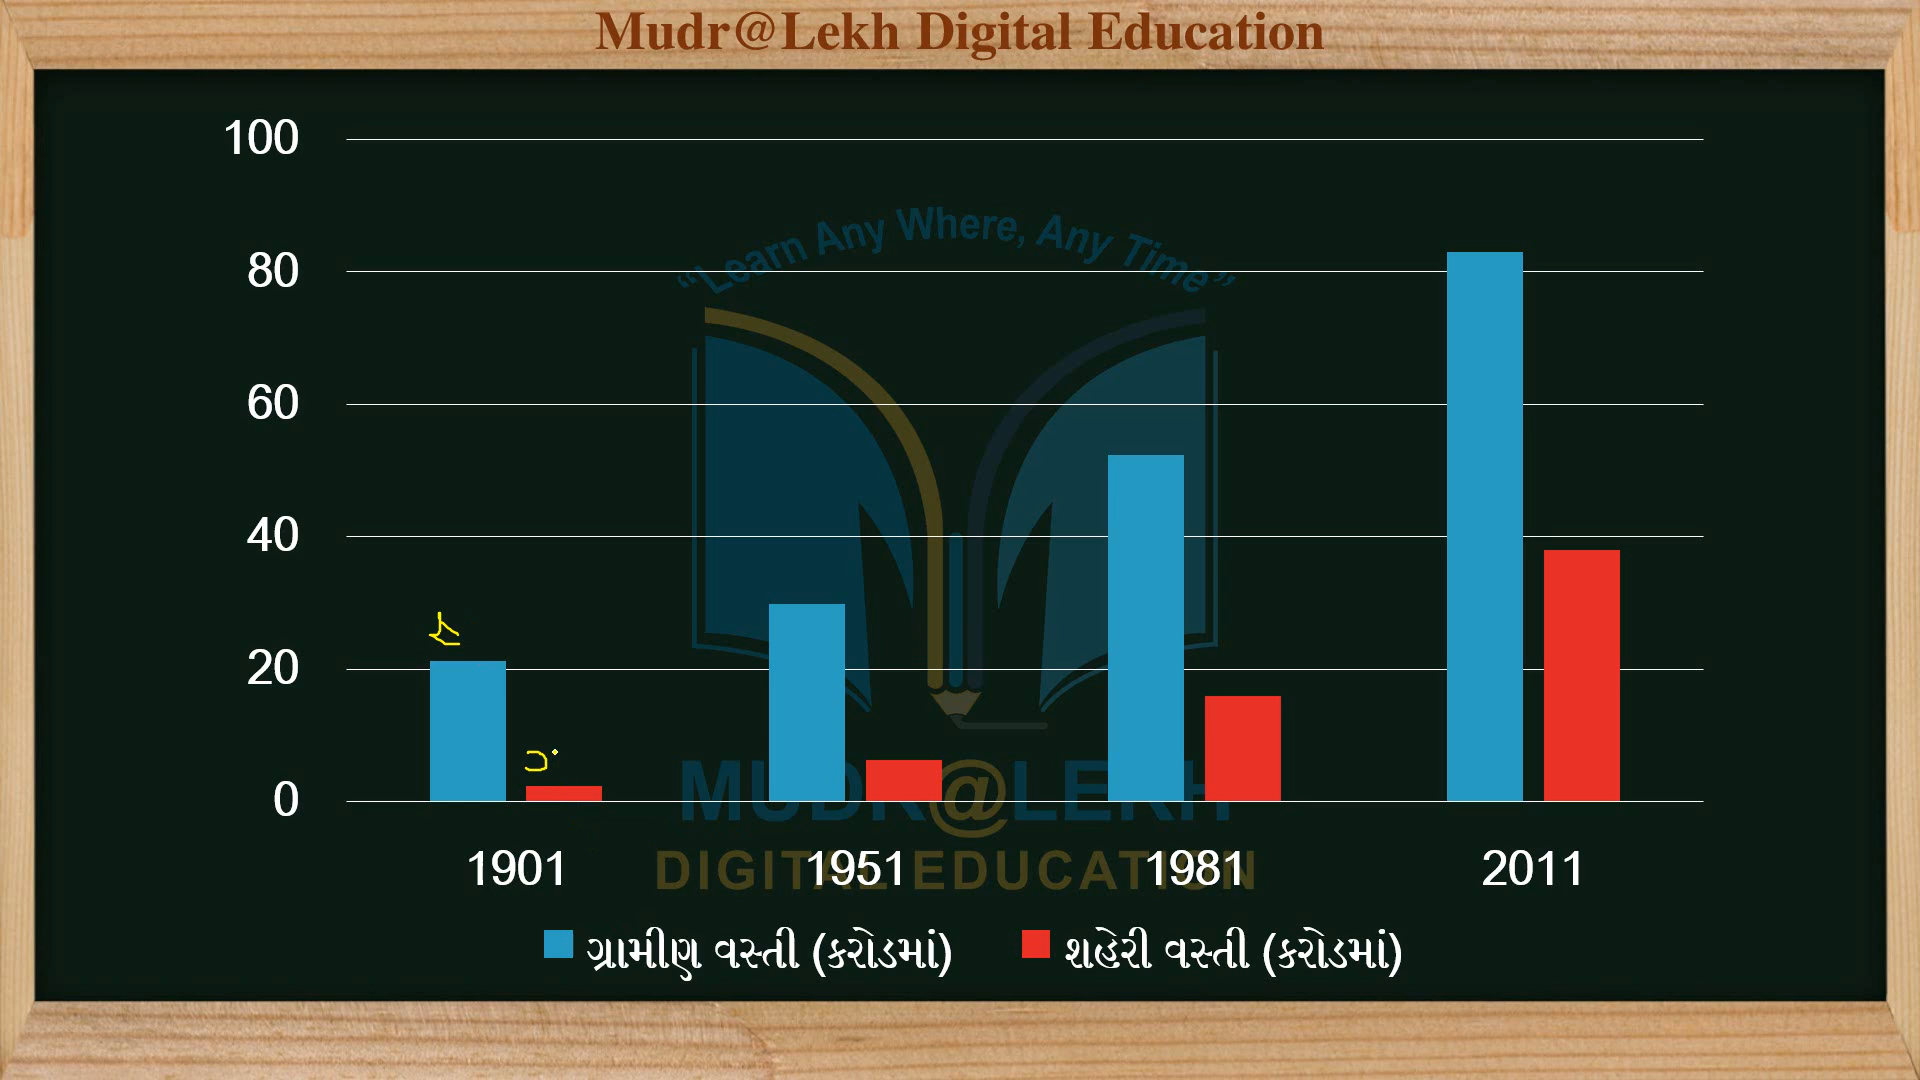 Mudr@Lekh Digital Education
100
“Learn Any Where, Any Time”
80
60
40
20
0
MUDR@LEKH
DIGITAL EDUCATION
1901 1951 1981 2011
ગ્રામીણ વસ્તી (કરોડમાં) શહેરી વસ્તી (કરોડમાં)